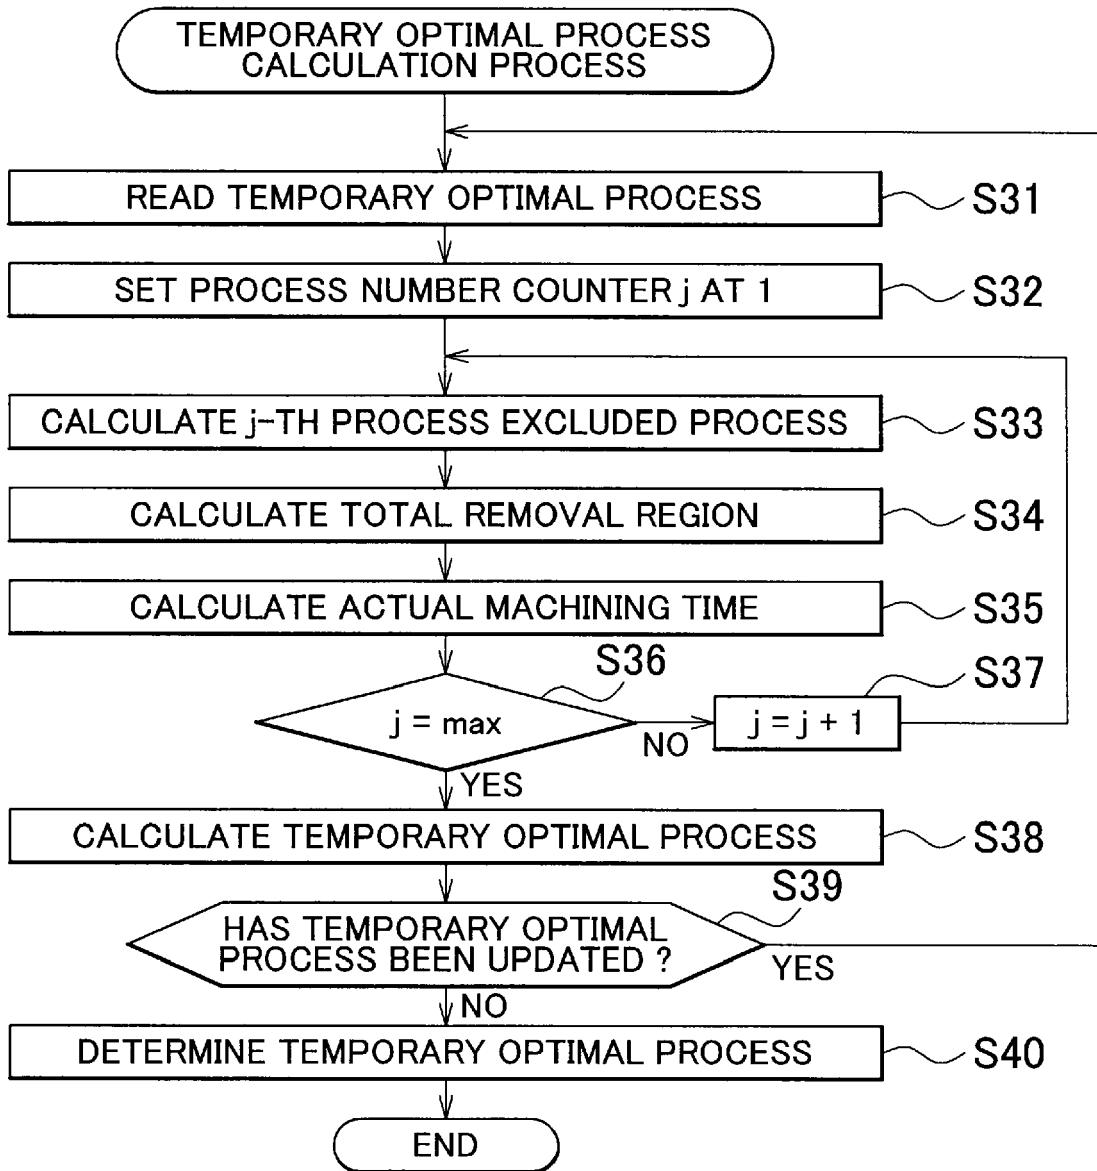 TEMPORARY OPTIMAL PROCESS
CALCULATION PROCESS
READ TEMPORARY OPTIMAL PROCESS
S31
SET PROCESS NUMBER COUNTER j AT 1
S32
CALCULATE j-TH PROCESS EXCLUDED PROCESS
S33
CALCULATE TOTAL REMOVAL REGION
S34
CALCULATE ACTUAL MACHINING TIME
S35
S36
j = max
NO
S37
j = j + 1
YES
CALCULATE TEMPORARY OPTIMAL PROCESS
S38
S39
HAS TEMPORARY OPTIMAL
PROCESS BEEN UPDATED ?
YES
NO
DETERMINE TEMPORARY OPTIMAL PROCESS
S40
END